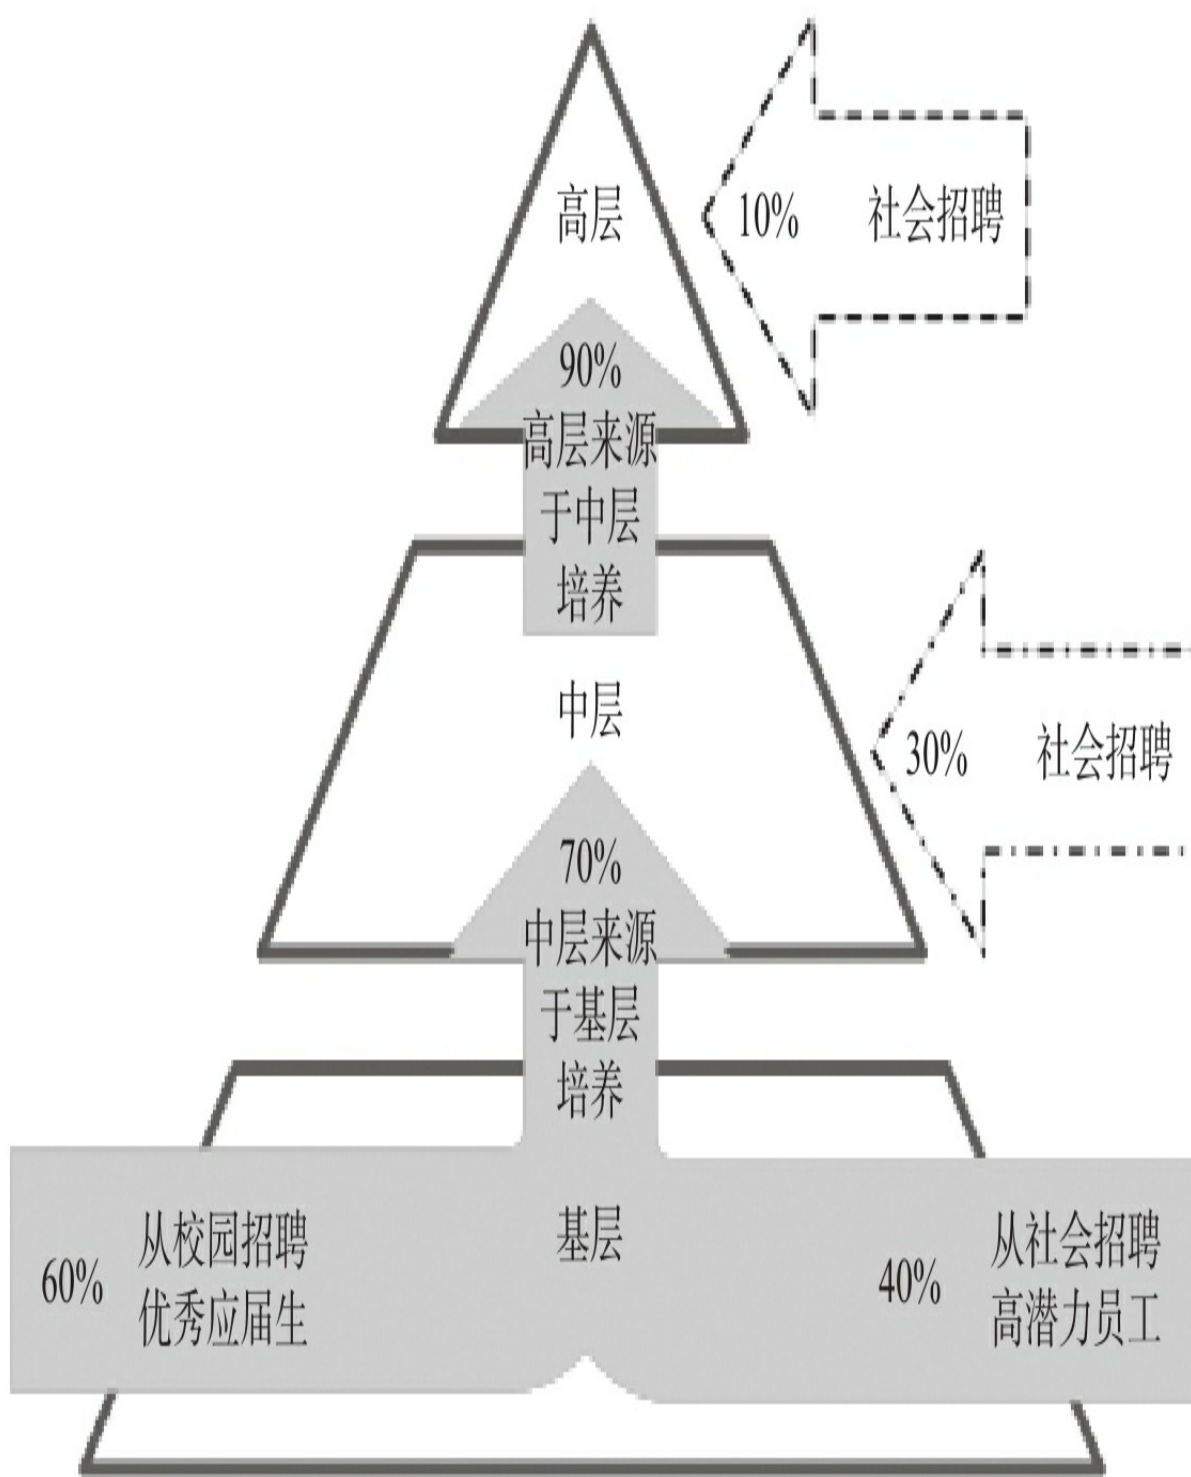 高层
10%
社会招聘
90%
高层来源
于中层
培养
中层
30%
社会招聘
70%
中层来源
于基层
培养
60%
从校园招聘
优秀应届生
基层
40%
从社会招聘
高潜力员工